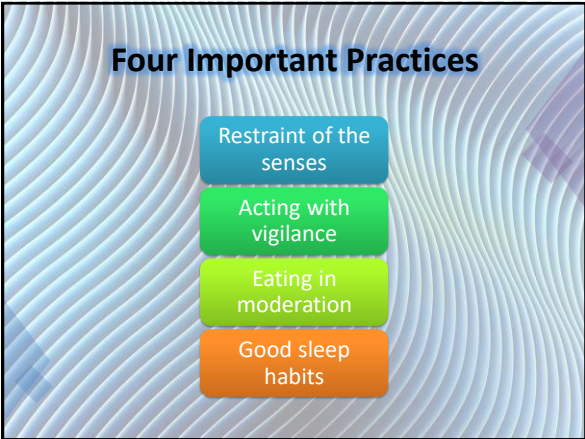 Four Important Practices
Restraint of the
senses
Acting with
vigilance
Eating in
moderation
Good sleep
habits